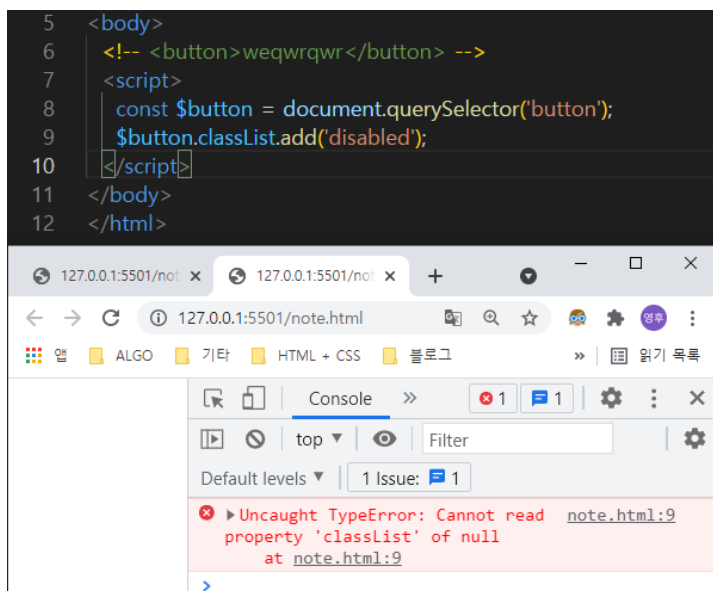 5 <body>
6 <!-- <button>weqwrqwr</button> -->
7 <script>
8 const $button = document.querySelector('button');
9 $button.classList.add('disabled');
10 </script>
11 </body>
12 </html>
127.0.0.1:5501/not 127.0.0.1:5501/not
127.0.0.1:5501/note.html 영후
앱 ALGO 기타 HTML + CSS 블로그 » 읽기 목록
Console » 1 1
top ▼ Filter
Default levels ▼ 1 Issue: 1
▶Uncaught TypeError: Cannot read note.html:9
property 'classList' of null
at note.html:9
>